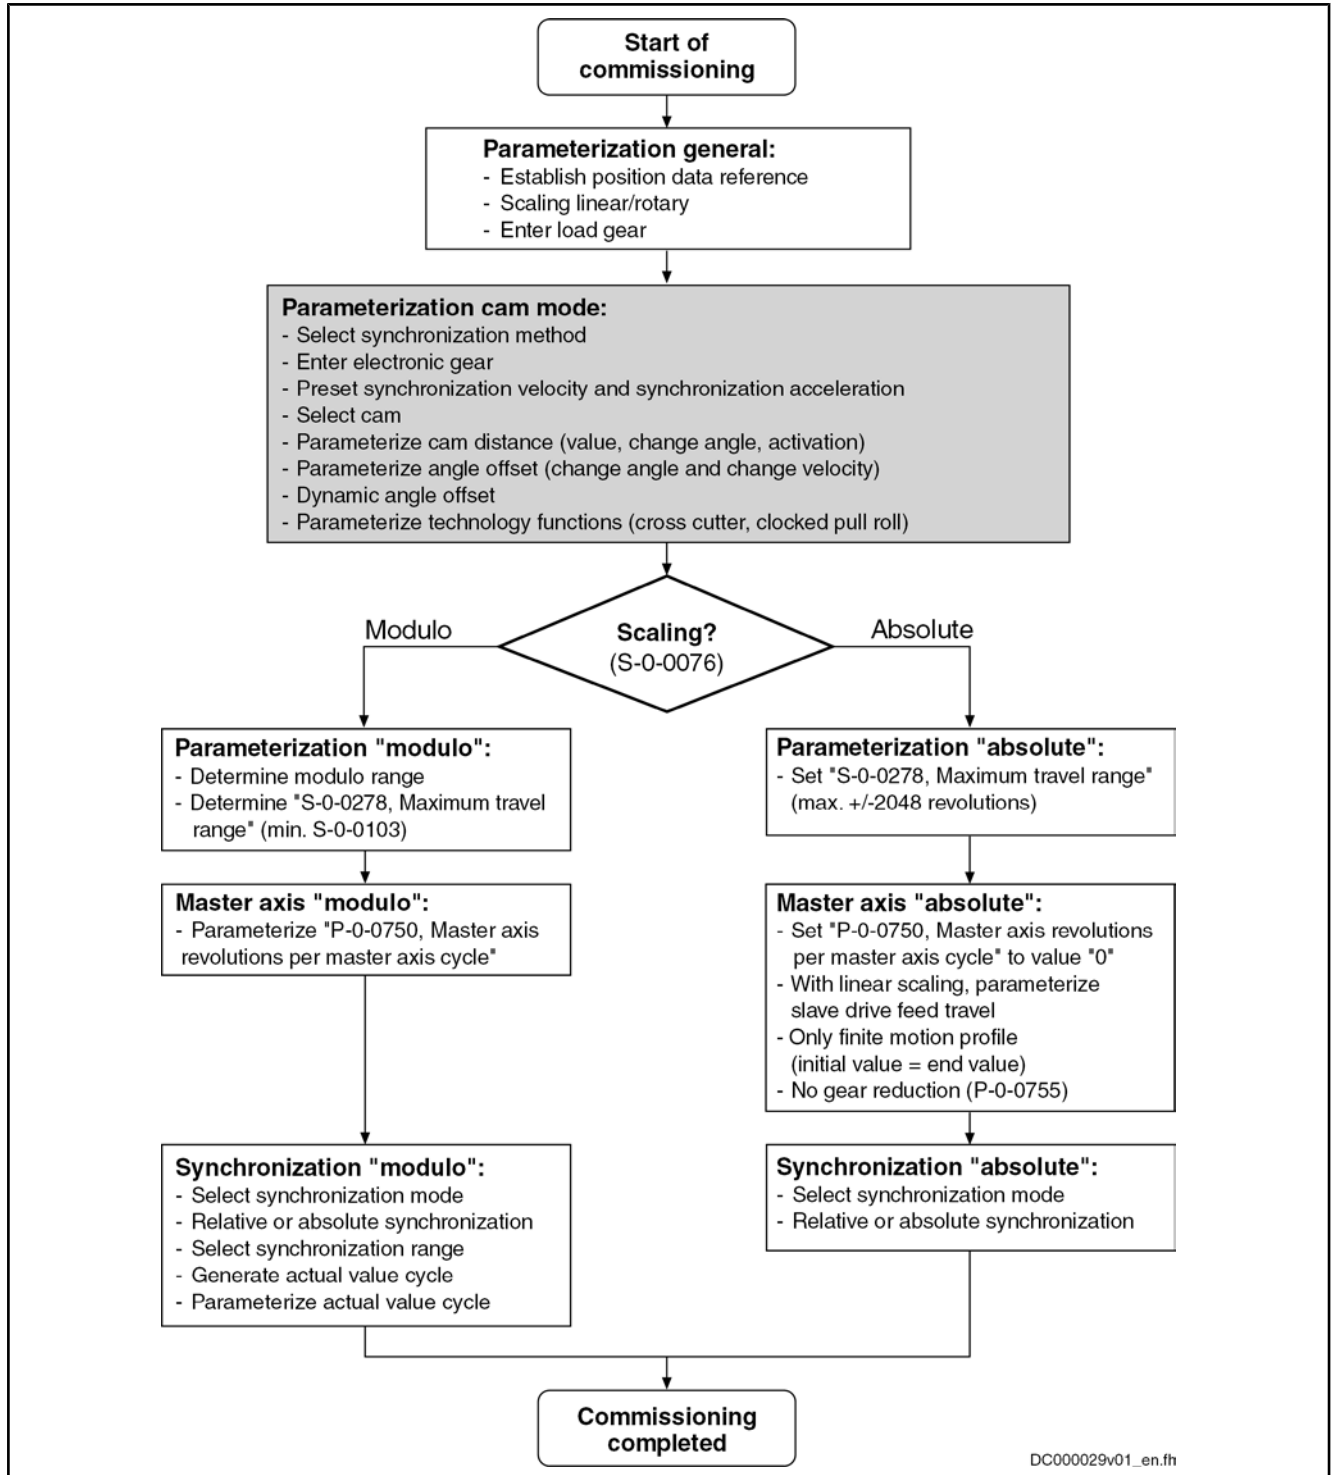 Start of
commissioning
Parameterization general:
- Establish position data reference
- Scaling linear/rotary
- Enter load gear
Parameterization cam mode:
- Select synchronization method
- Enter electronic gear
- Preset synchronization velocity and synchronization acceleration
- Select cam
- Parameterize cam distance (value, change angle, activation)
- Parameterize angle offset (change angle and change velocity)
- Dynamic angle offset
- Parameterize technology functions (cross cutter, clocked pull roll)
Scaling?
(S-0-0076)
Modulo
Absolute
Parameterization "modulo":
- Determine modulo range
- Determine "S-0-0278, Maximum travel
range" (min. S-0-0103)
Master axis "modulo":
- Parameterize "P-0-0750, Master axis
revolutions per master axis cycle"
Synchronization "modulo":
- Select synchronization mode
- Relative or absolute synchronization
- Select synchronization range
- Generate actual value cycle
- Parameterize actual value cycle
Parameterization "absolute":
- Set "S-0-0278, Maximum travel range"
(max. +/-2048 revolutions)
Master axis "absolute":
- Set "P-0-0750, Master axis revolutions
per master axis cycle" to value "0"
- With linear scaling, parameterize
slave drive feed travel
- Only finite motion profile
(initial value = end value)
- No gear reduction (P-0-0755)
Synchronization "absolute":
- Select synchronization mode
- Relative or absolute synchronization
Commissioning
completed
DC000029v01_en.fh